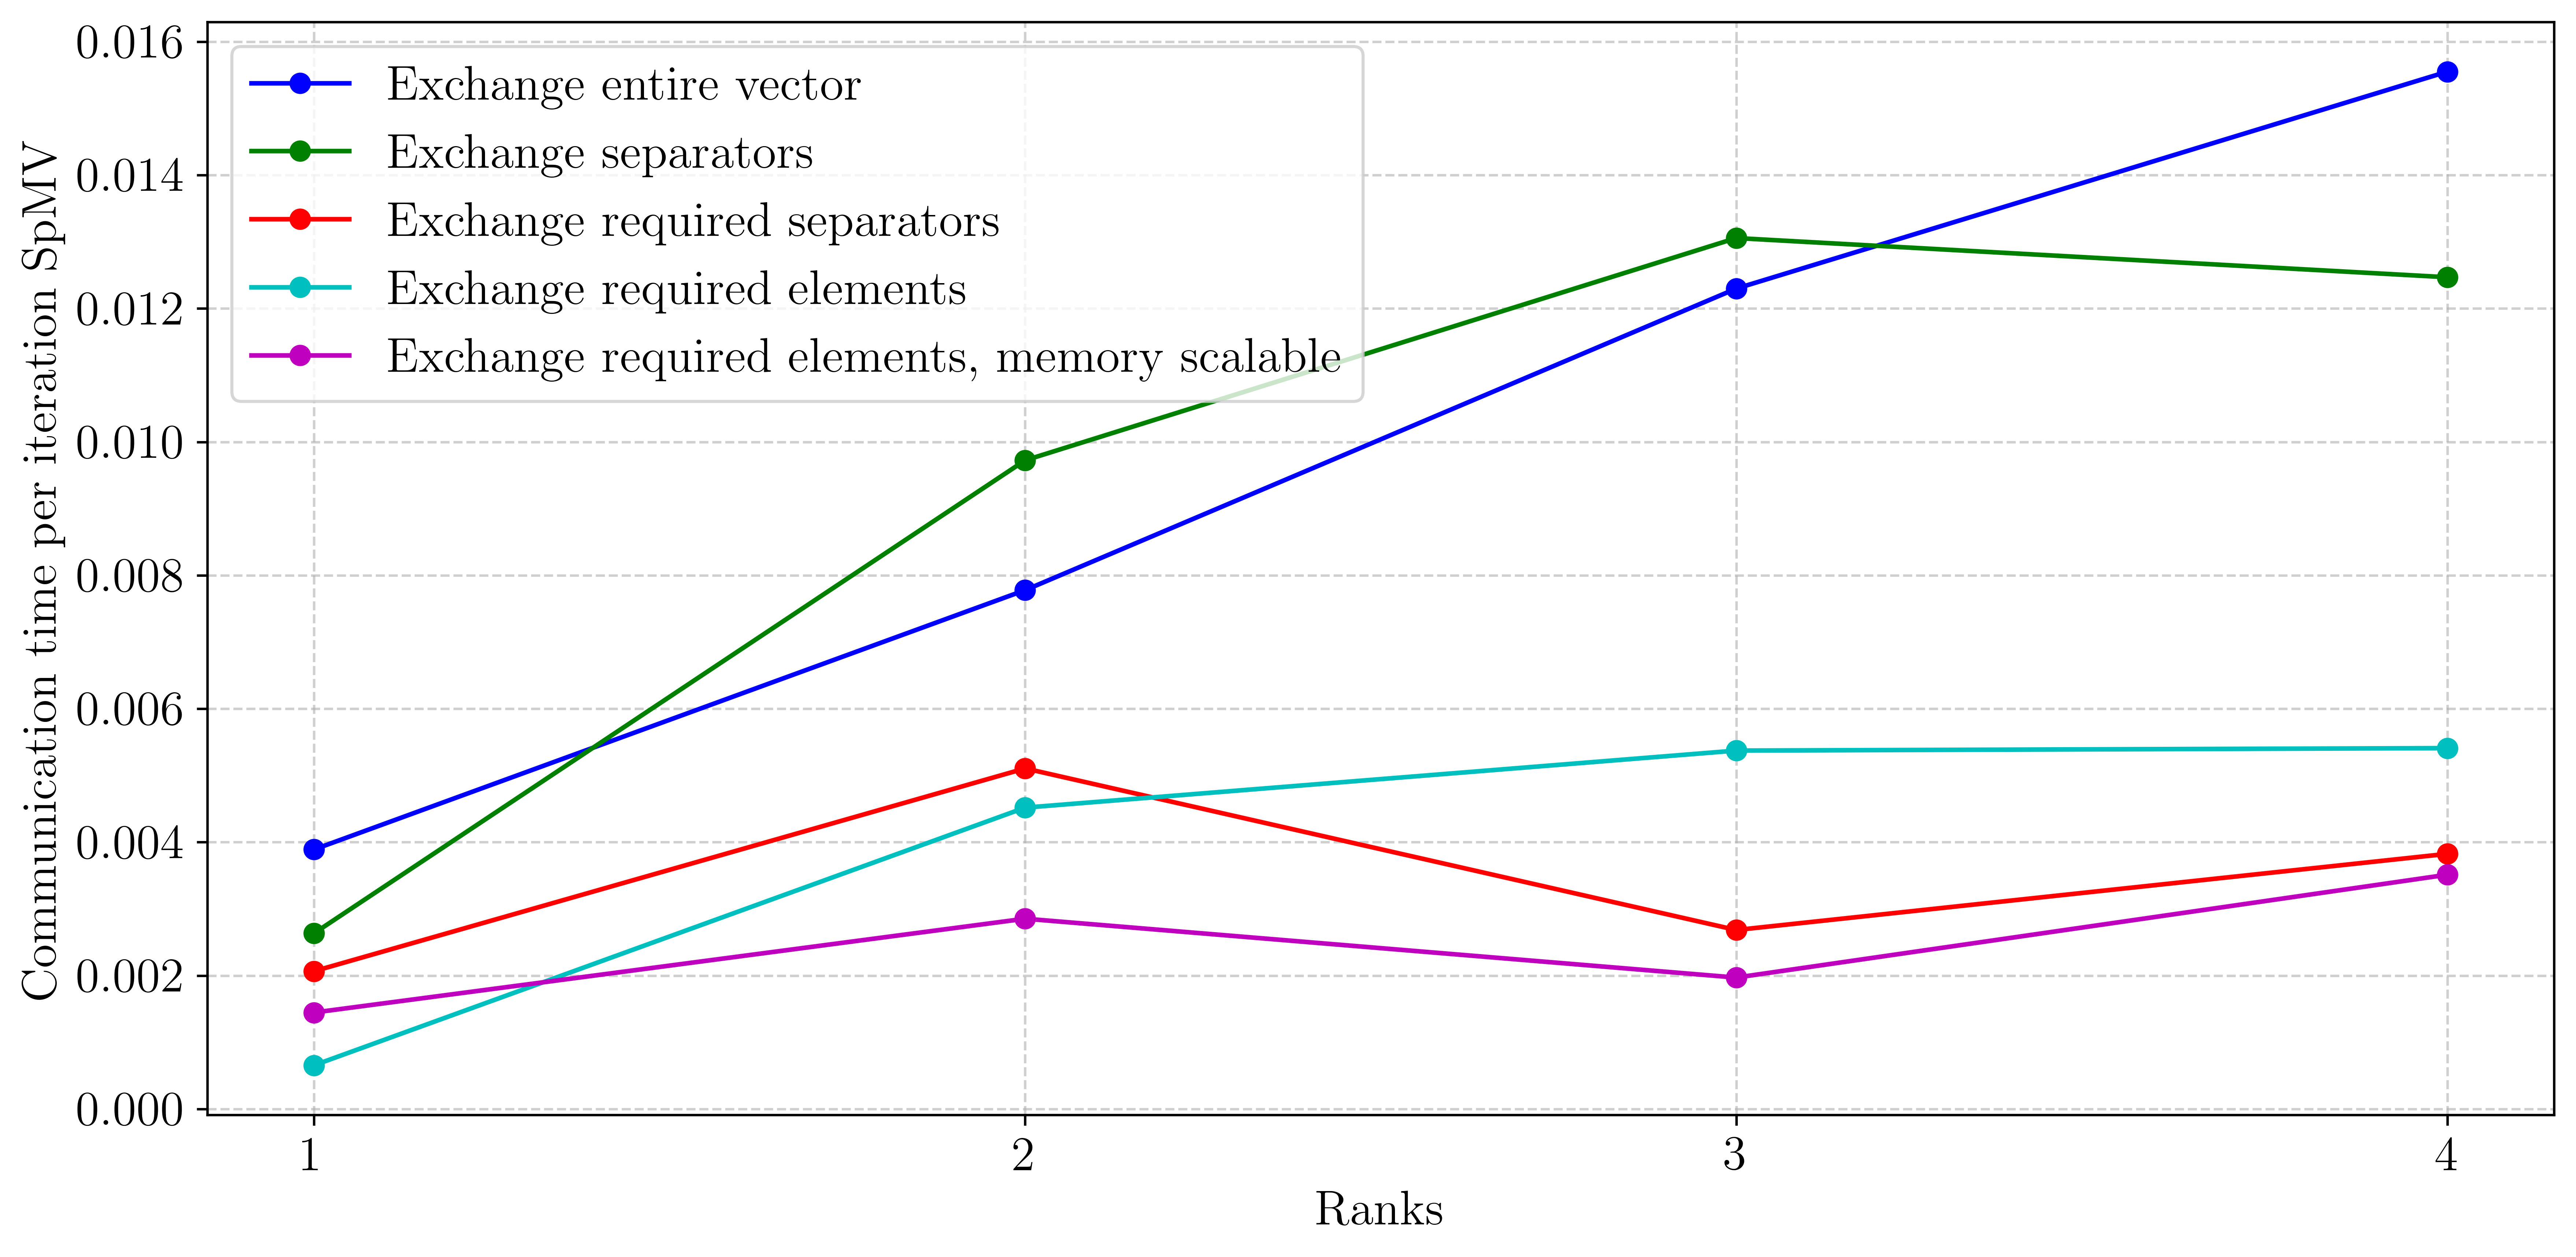 0.016
0.014
0.012
0.010
0.008
0.006
0.004
0.002
0.000
Communication time per iteration SpMV
Exchange entire vector
Exchange separators
Exchange required separators
Exchange required elements
Exchange required elements, memory scalable
1 2 3 4
Ranks